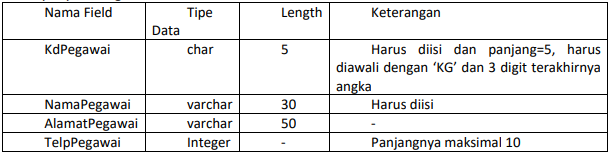 Nama Field Tipe Data Length Keterangan
KdPegawai char 5 Harus diisi dan panjang=5, harus
diawali dengan ‘KG’ dan 3 digit terakhirnya
angka
NamaPegawai varchar 30 Harus diisi
AlamatPegawai varchar 50 -
TelpPegawai Integer - Panjangnya maksimal 10